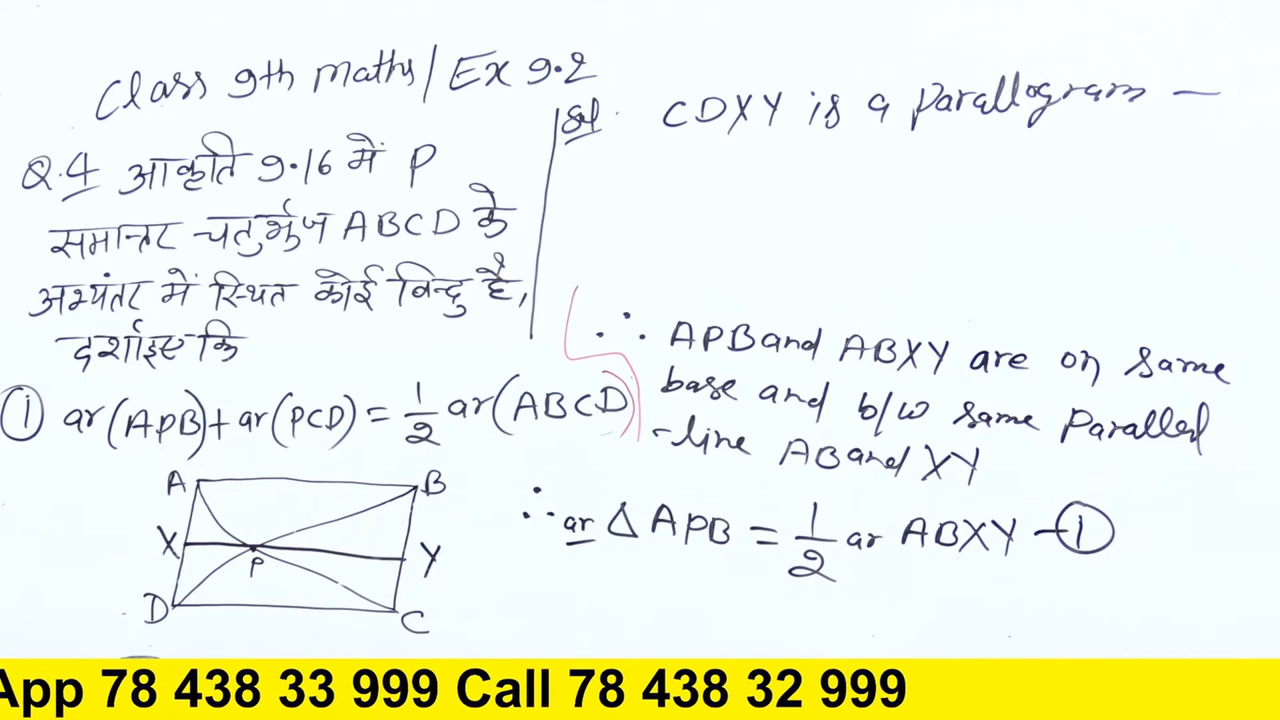 Class 9th maths/ Ex 9.2
Q.4 आकृति 9.16 में P
समान्तर चतुर्भुज ABCD के
अभ्यंतर में स्थित कोई विन्दु है,
दर्शाइए कि
① ar(APB)+ar(PCD)=1/2 ar(ABCD)
A B
X Y
P
D C
Sol. CDXY is a Parallogram —
∴ APB and ABXY are on same
base and b/w same Paralled
-line AB and XY
∴ ar Δ APB = 1/2 ar ABXY —①
App 78 438 33 999 Call 78 438 32 999